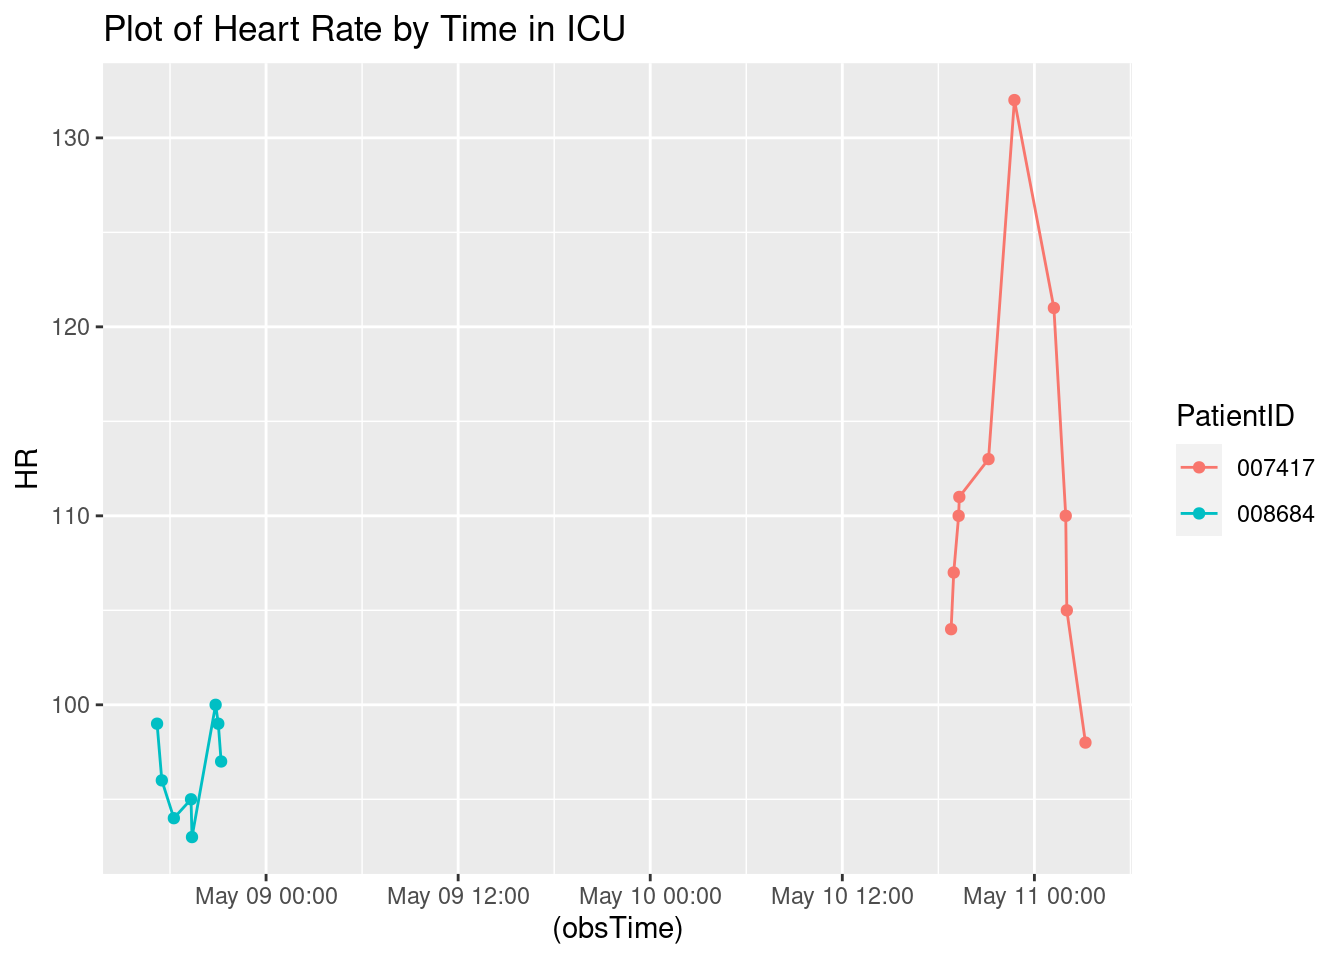 Plot of Heart Rate by Time in ICU
130
120
110
100
HR
May 09 00:00 May 09 12:00 May 10 00:00 May 10 12:00 May 11 00:00
(obsTime)
PatientID
007417
008684